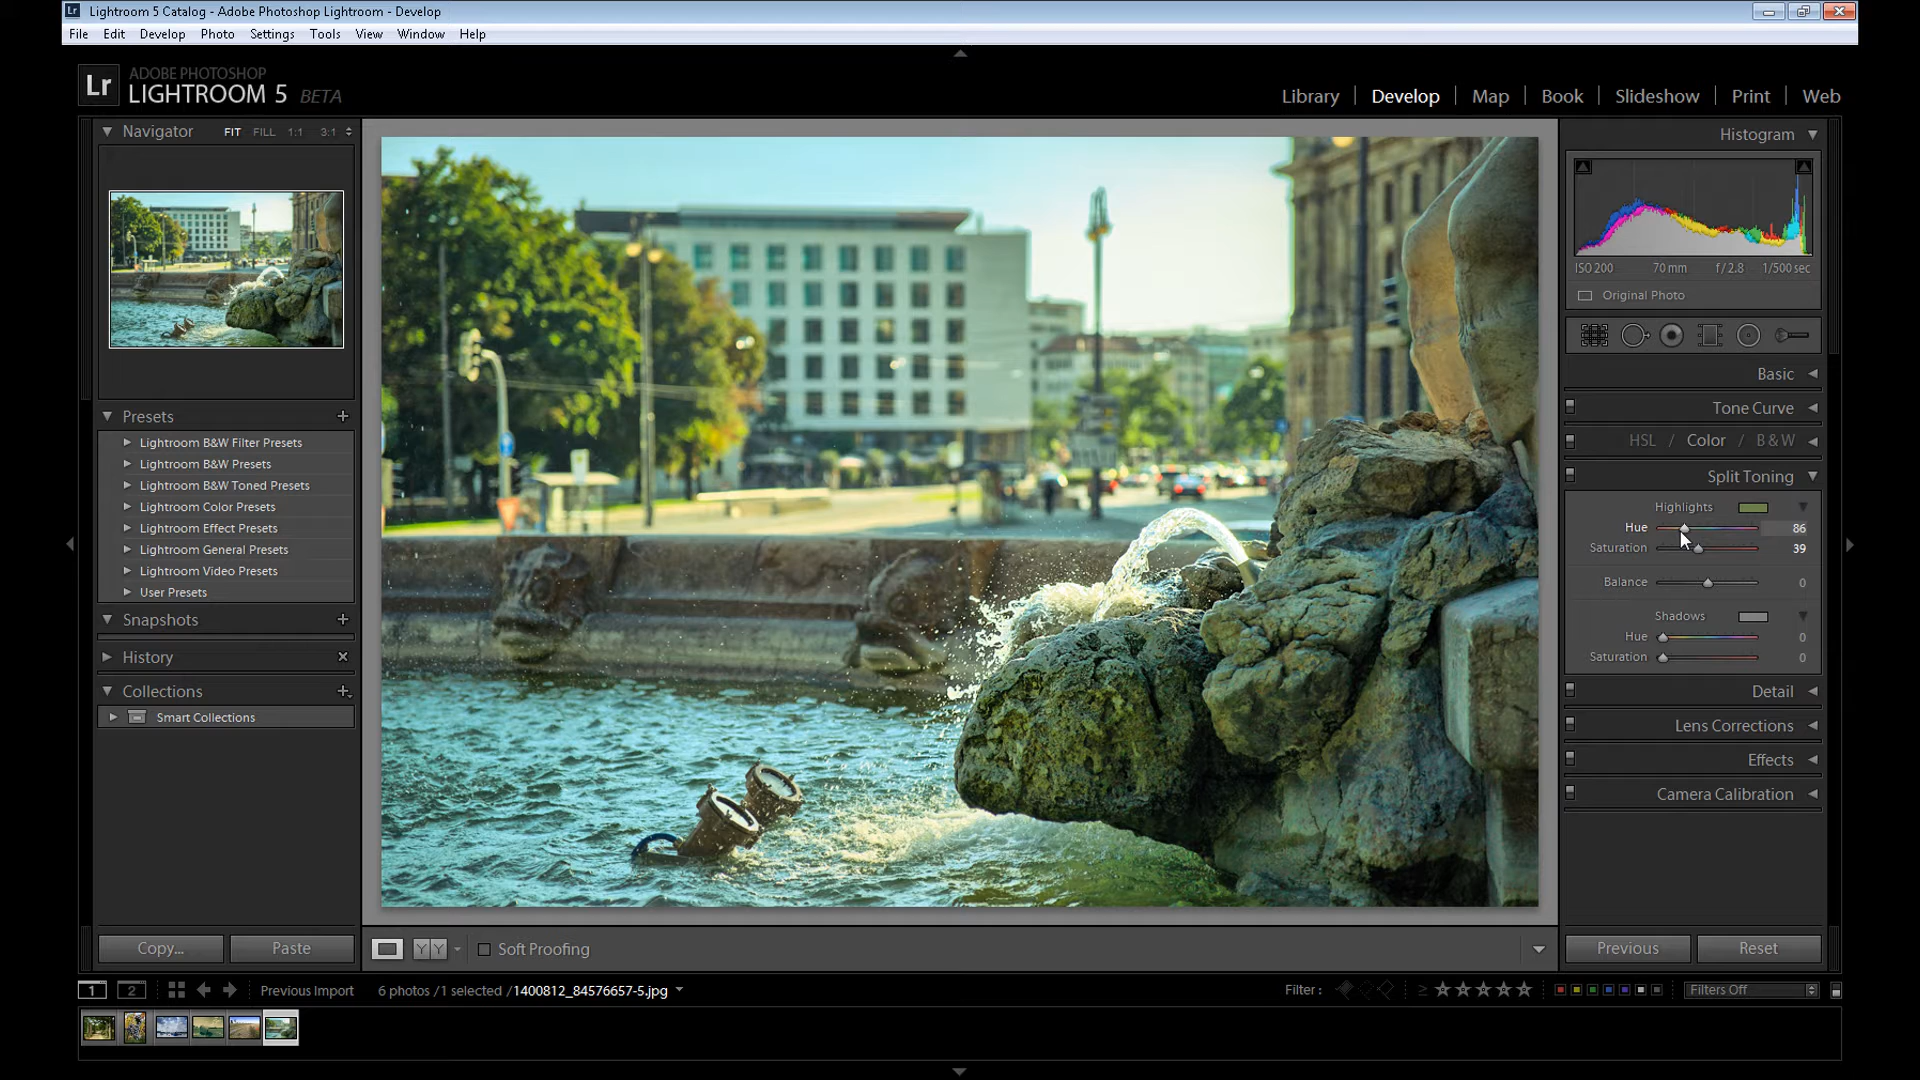 Lightroom 5 Catalog - Adobe Photoshop Lightroom - Develop
File Edit Develop Photo Settings Tools View Window Help
Lr ADOBE PHOTOSHOP
LIGHTROOM 5 BETA
Library Develop Map Book Slideshow Print Web
Navigator FIT FILL 1:1 3:1
Histogram
ISO 200 70 mm f/2.8 1/500 sec
Original Photo
Basic
Tone Curve
HSL / Color / B & W
Split Toning
Highlights
Hue 86
Saturation 39
Balance 0
Shadows
Hue 0
Saturation 0
Detail
Lens Corrections
Effects
Camera Calibration
Presets +
Lightroom B&W Filter Presets
Lightroom B&W Presets
Lightroom B&W Toned Presets
Lightroom Color Presets
Lightroom Effect Presets
Lightroom General Presets
Lightroom Video Presets
User Presets
Snapshots +
History
Collections +
Smart Collections
Copy... Paste
Y Y Soft Proofing
Previous Reset
1 2 Previous Import 6 photos /1 selected /1400812_84576657-5.jpg
Filter : ≥ Filters Off